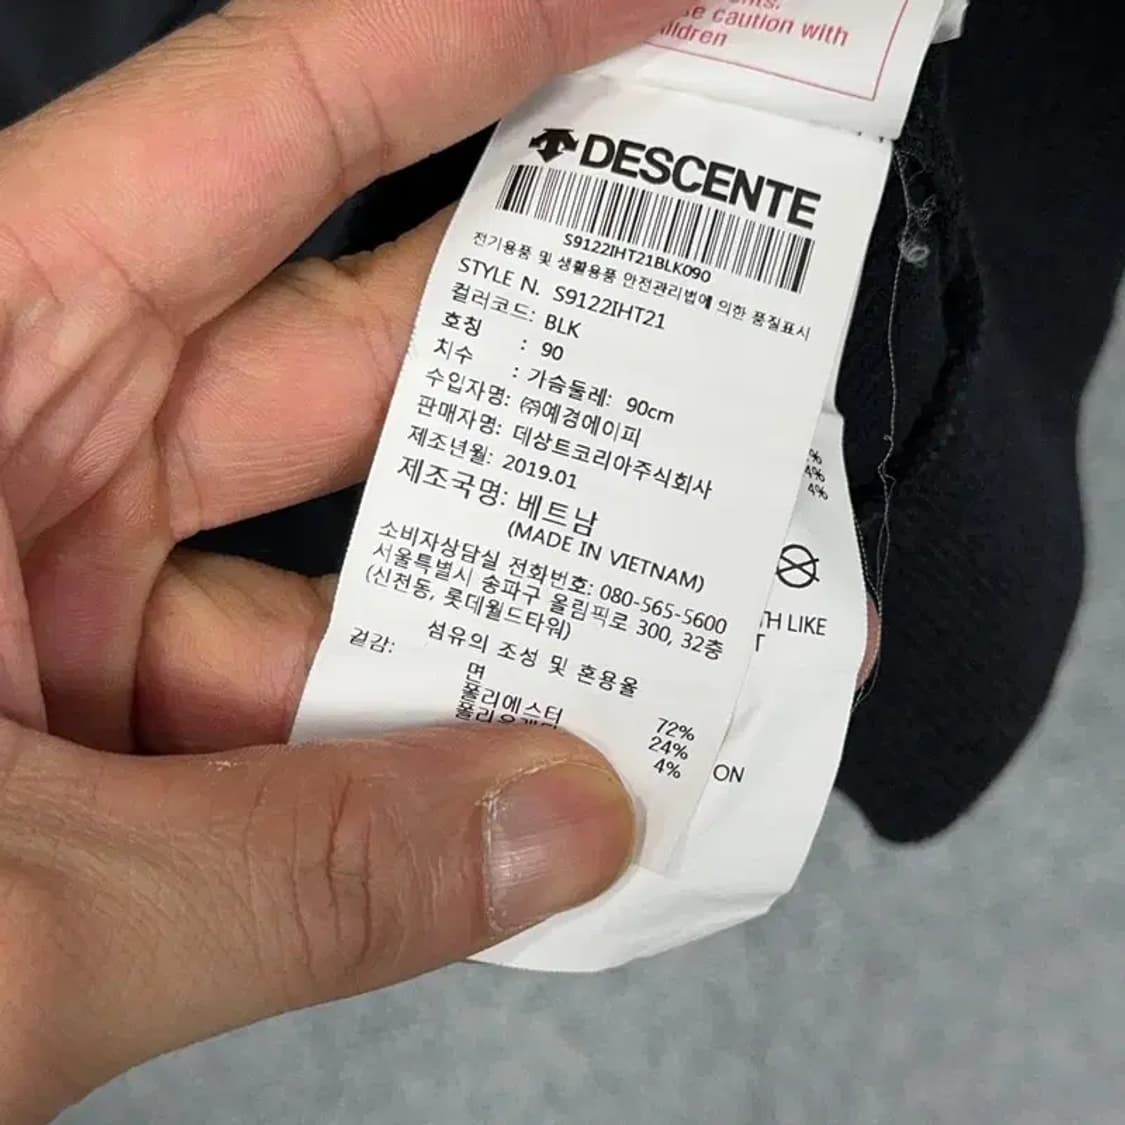 caution with
DESCENTE
S9122IHT21BLK090
전기용품 및 생활용품 안전관리법에 의한 품질표시
STYLE N. S9122IHT21
컬러코드: BLK
호칭 : 90
치수 : 가슴둘레: 90cm
수입자명: ㈜예경에이피
판매자명: 데상트코리아주식회사
제조년월: 2019.01
제조국명: 베트남
(MADE IN VIETNAM)
소비자상담실 전화번호: 080-565-5600
서울특별시 송파구 올림픽로 300, 32층
(신천동, 롯데월드타워)
섬유의 조성 및 혼용율
겉감:
면 72%
폴리에스터 24%
4%
4%
4%
LIKE
ON